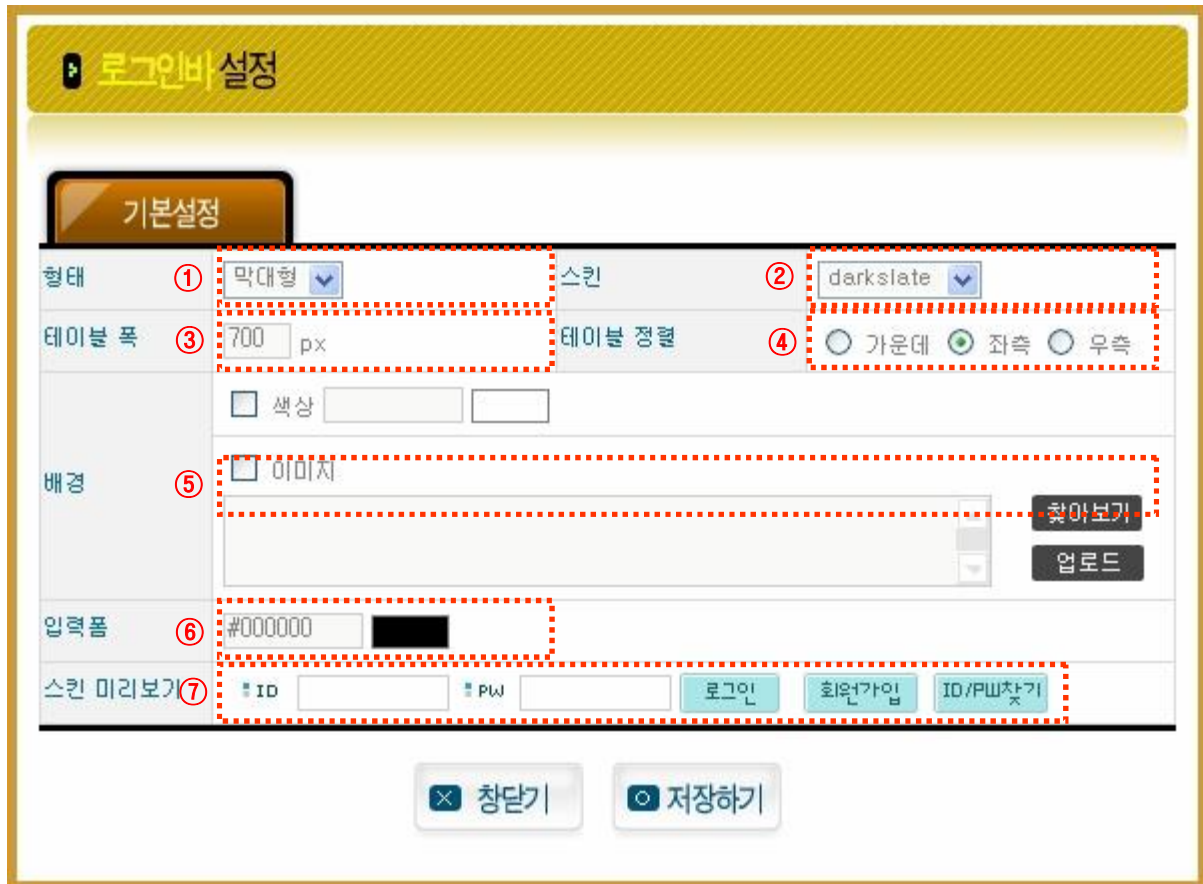 로그인바 설정
기본설정
형태 ① 막대형 스킨 ② darkslate
테이블 폭 ③ 700 px 테이블 정렬 ④ 가운데 좌측 우측
색상
배경 ⑤ 이미지
찾아보기
업로드
입력폼 ⑥ #000000
스킨 미리보기 ⑦ ID PW 로그인 회원가입 ID/PW찾기
창닫기 저장하기